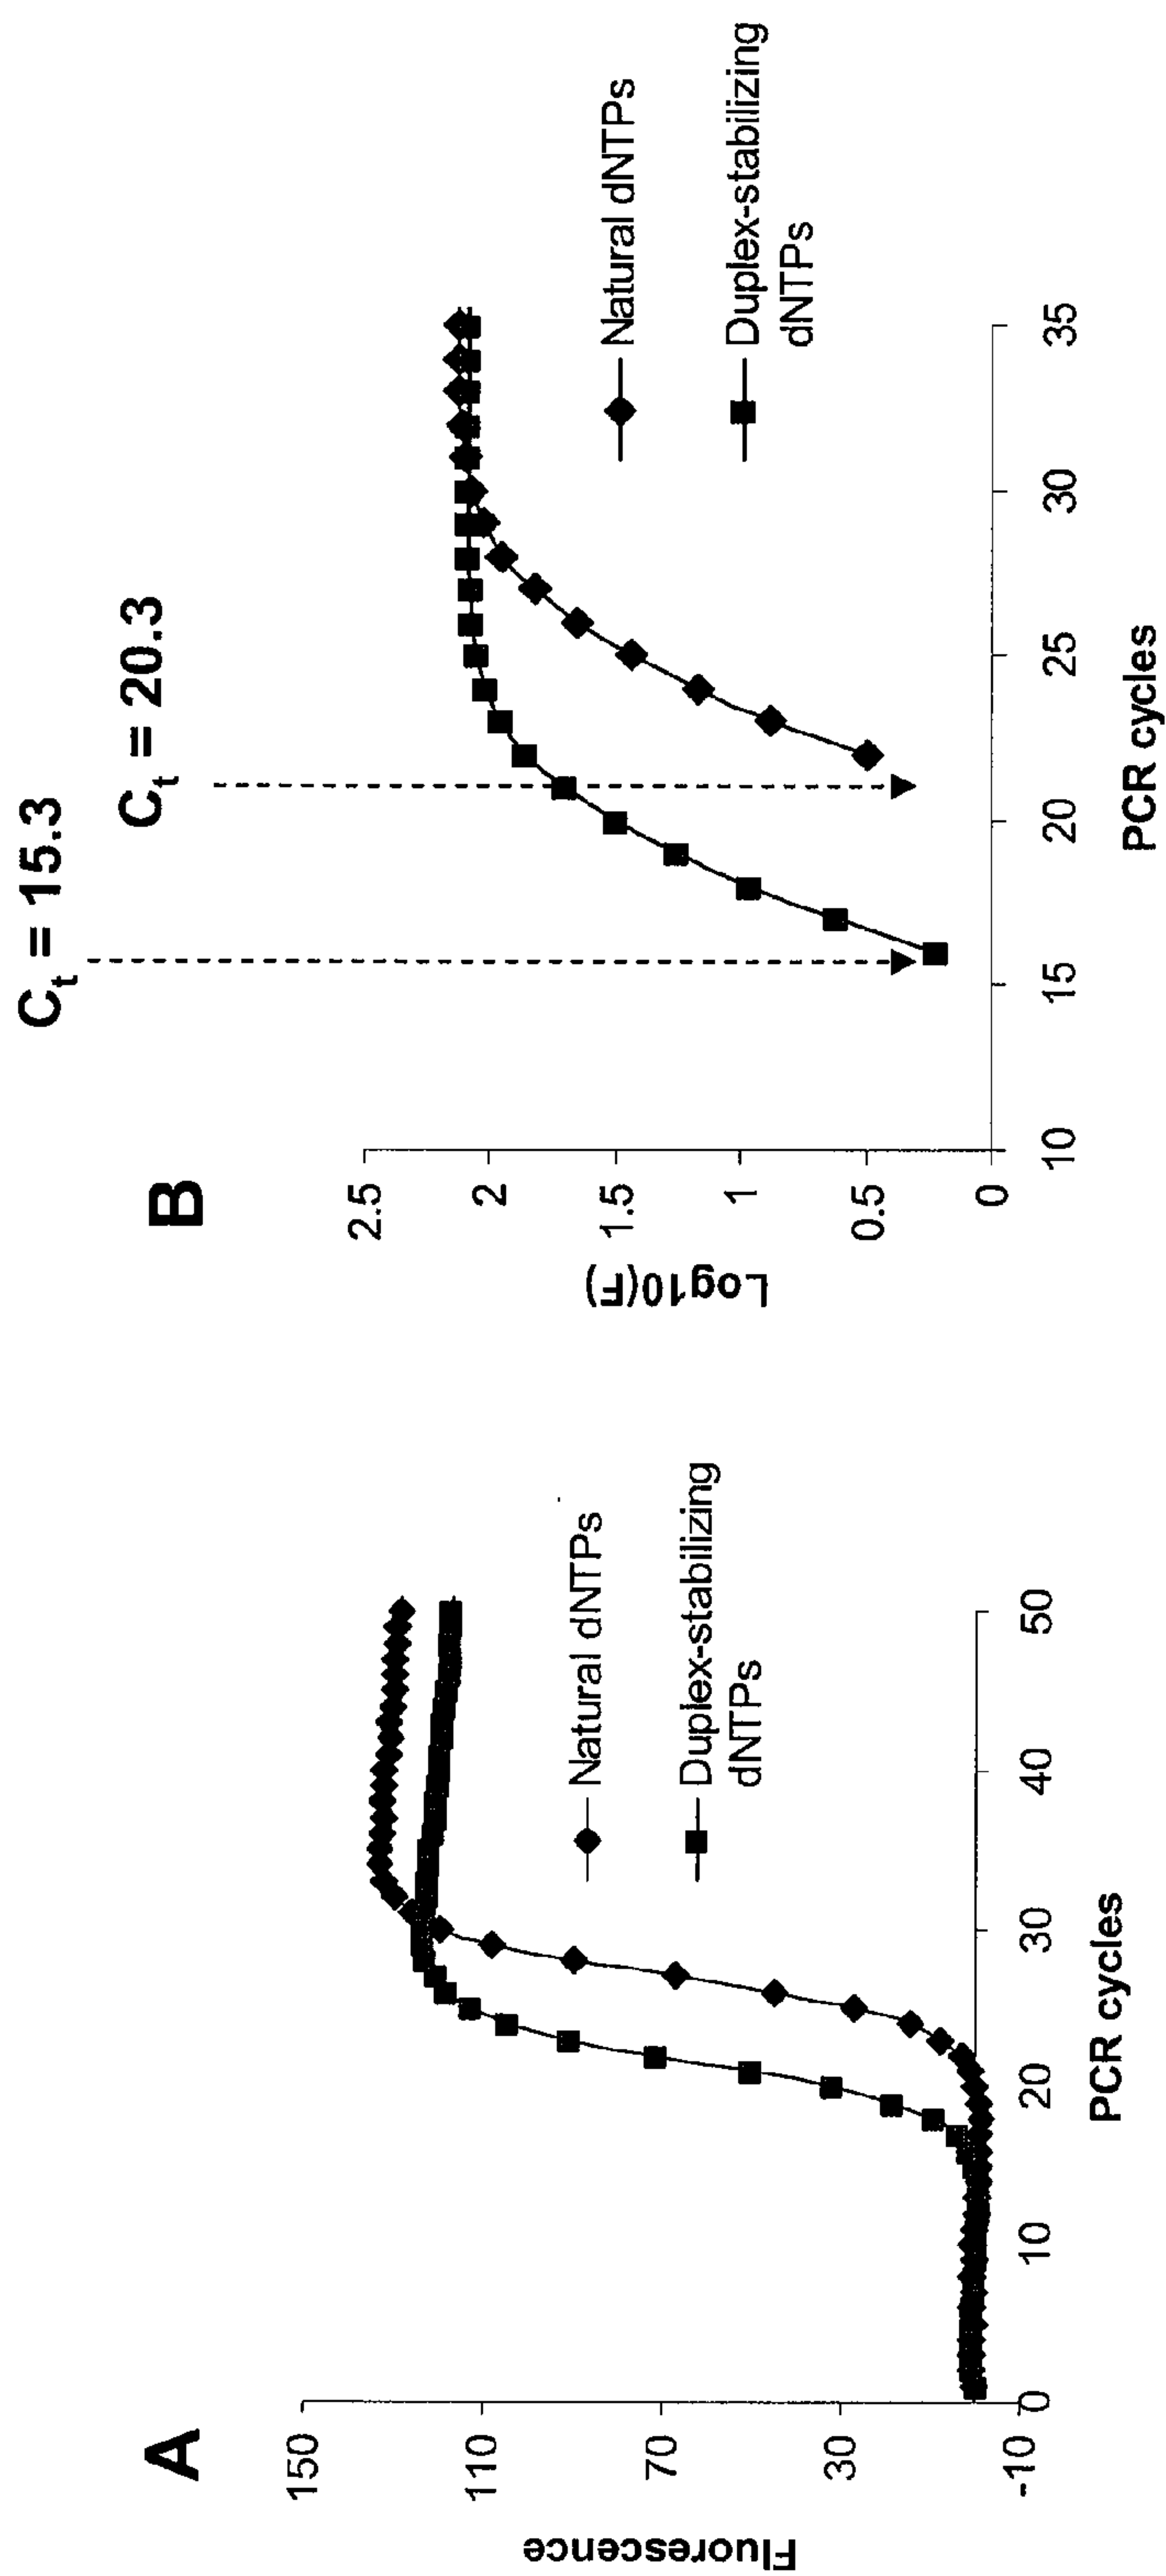 A
150
110
70
30
-10
Fluorescence
0
10
20
30
40
50
PCR cycles
Natural dNTPs
Duplex-stabilizing
dNTPs
B
Ct = 15.3
Ct = 20.3
2.5
2
1.5
1
0.5
0
Log10(F)
10
15
20
25
30
35
PCR cycles
Natural dNTPs
Duplex-stabilizing
dNTPs